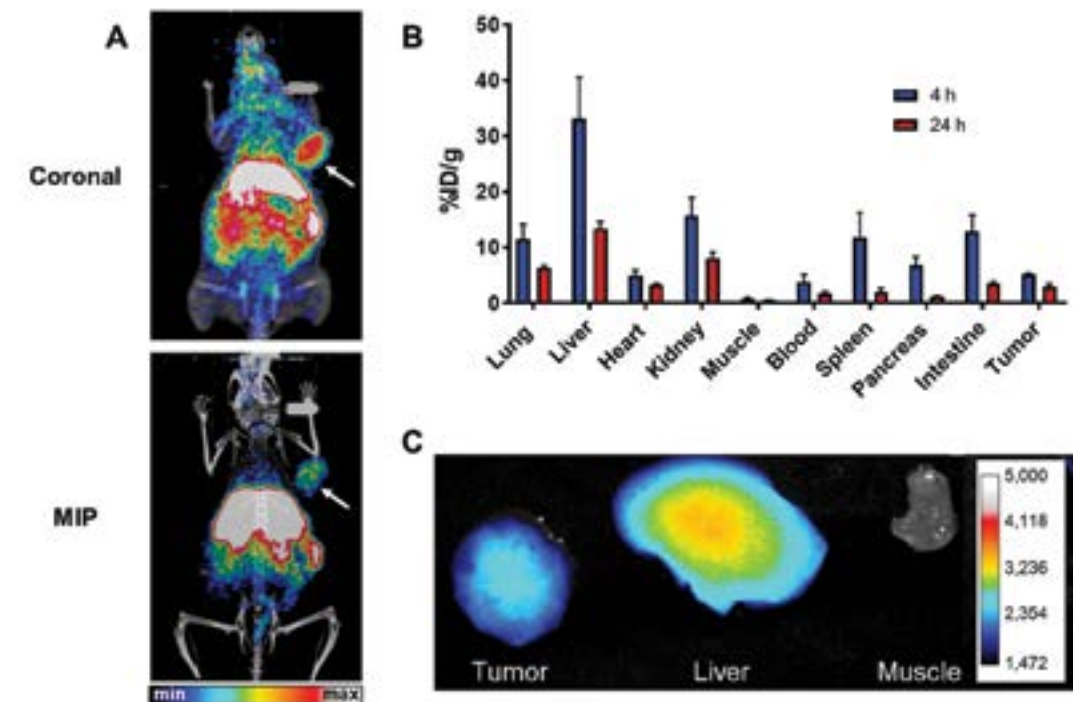 A
Coronal
MIP
min
max
B
%ID/g
50
40
30
20
10
0
4 h
24 h
Lung
Liver
Heart
Kidney
Muscle
Blood
Spleen
Pancreas
Intestine
Tumor
C
Tumor
Liver
Muscle
5,000
4,118
3,236
2,354
1,472